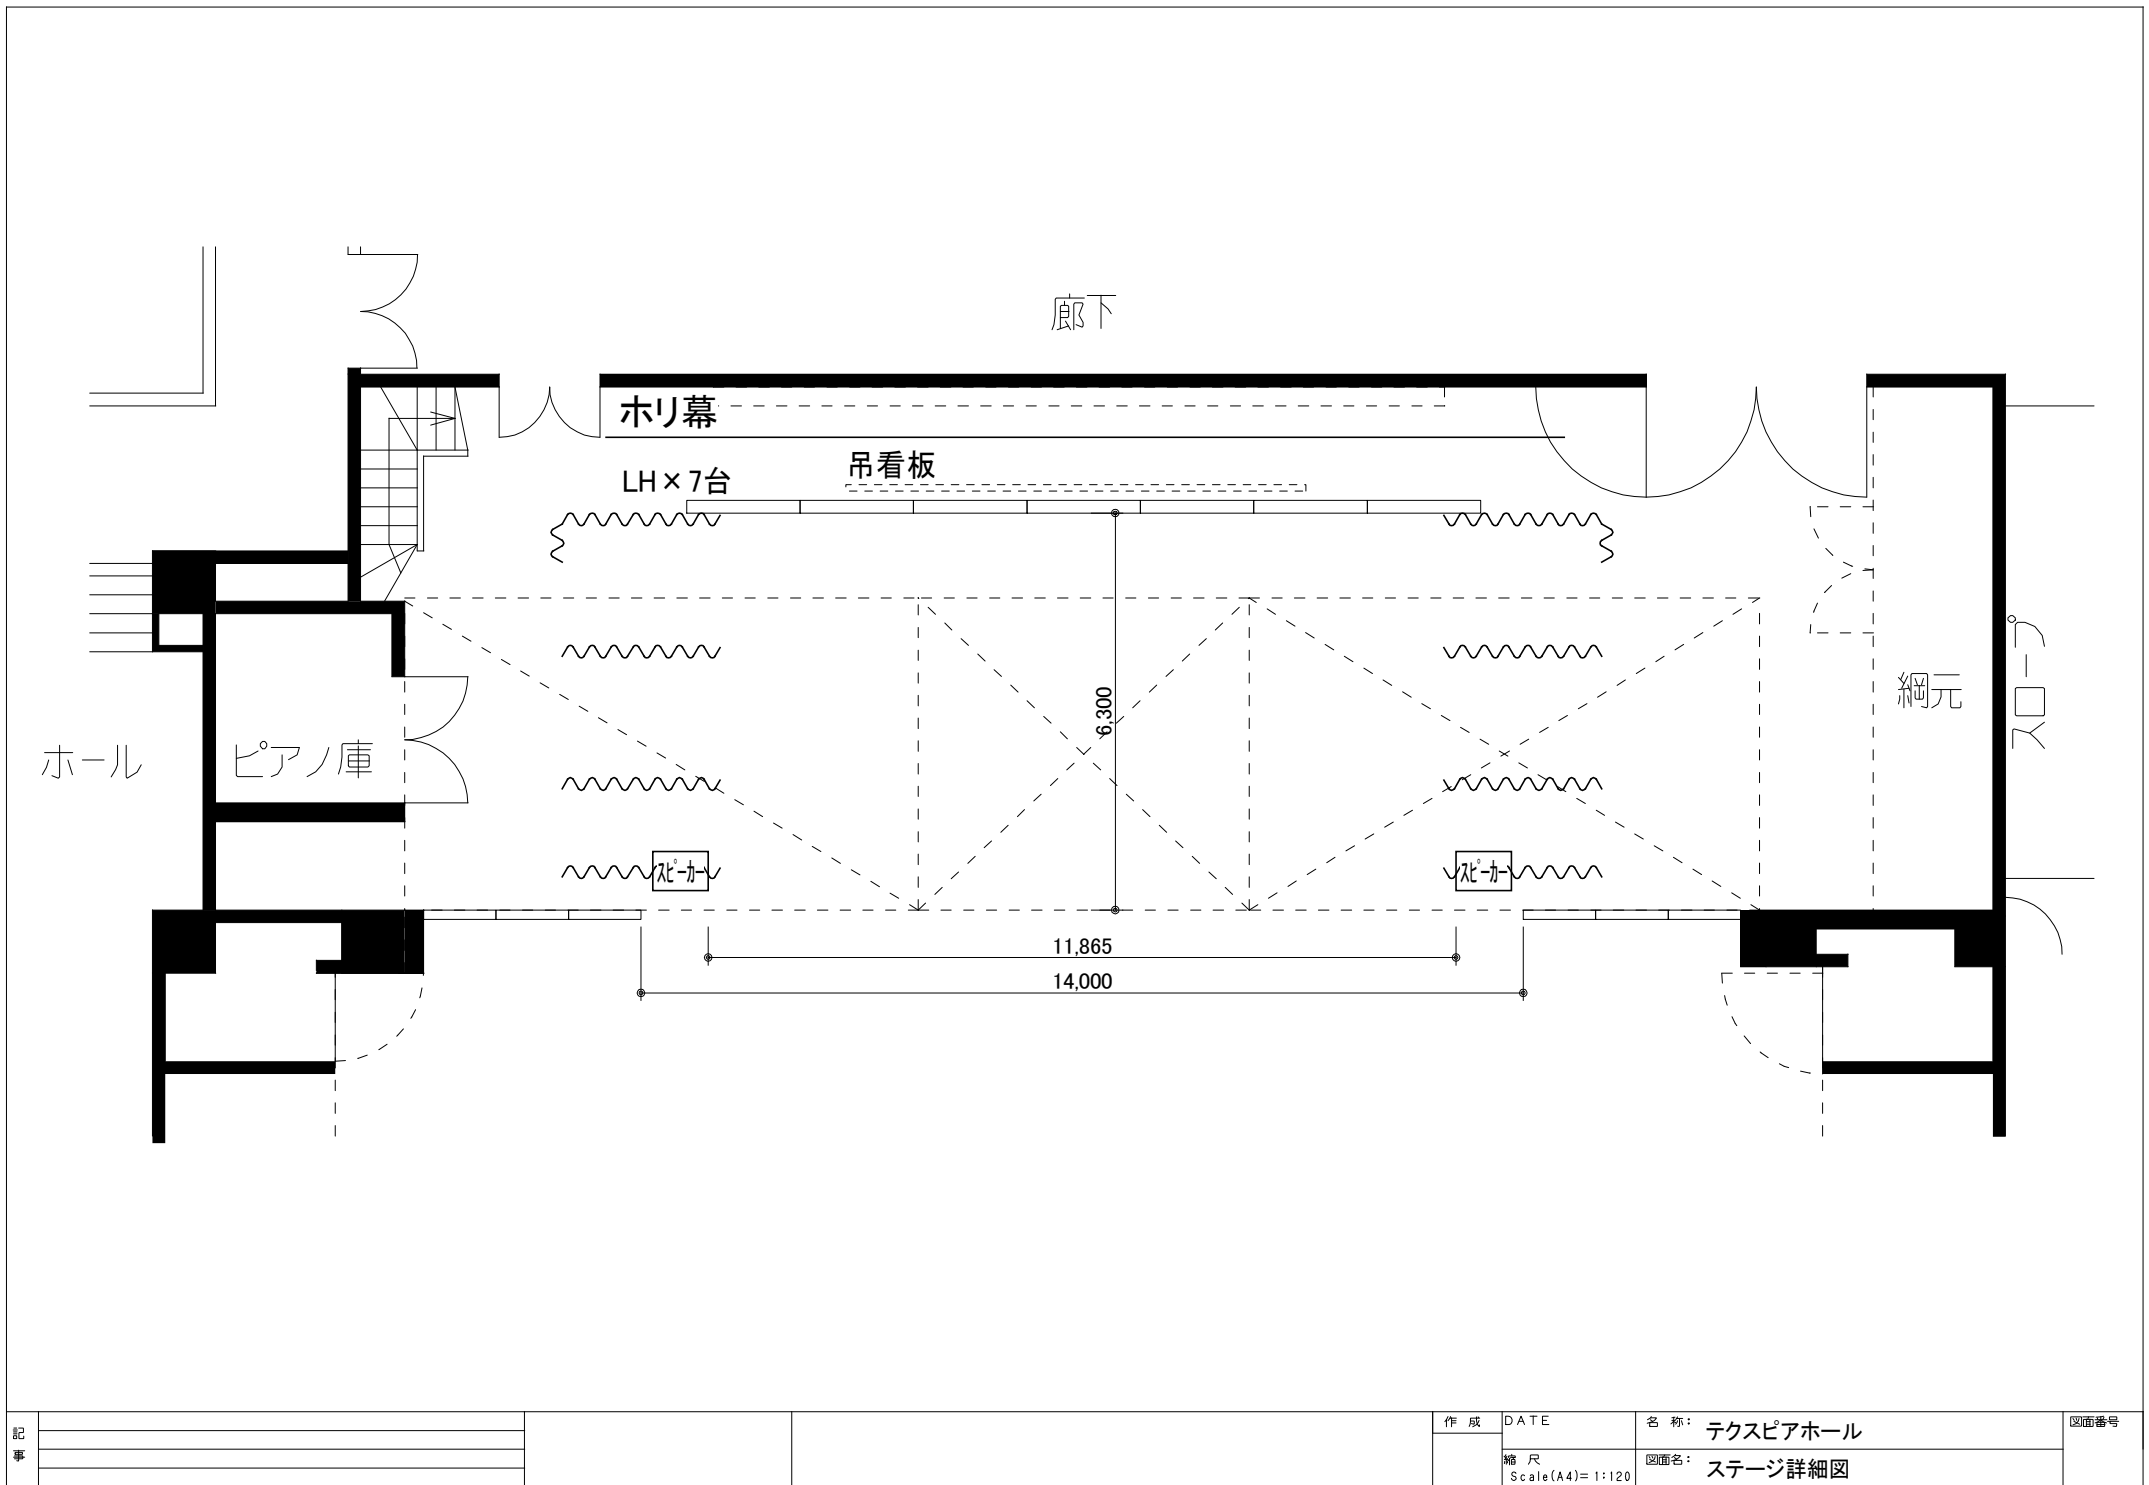 廊下
ホリ幕
吊看板
LH×7台
スロープ
6,300
綱元
ホール
ピアノ庫
スピーカー
スピーカー
11,865
14,000
記事
作 成
DATE
名 称： テクスピアホール
図面番号
縮 尺
Scale(A4)= 1:120
図面名： ステージ詳細図